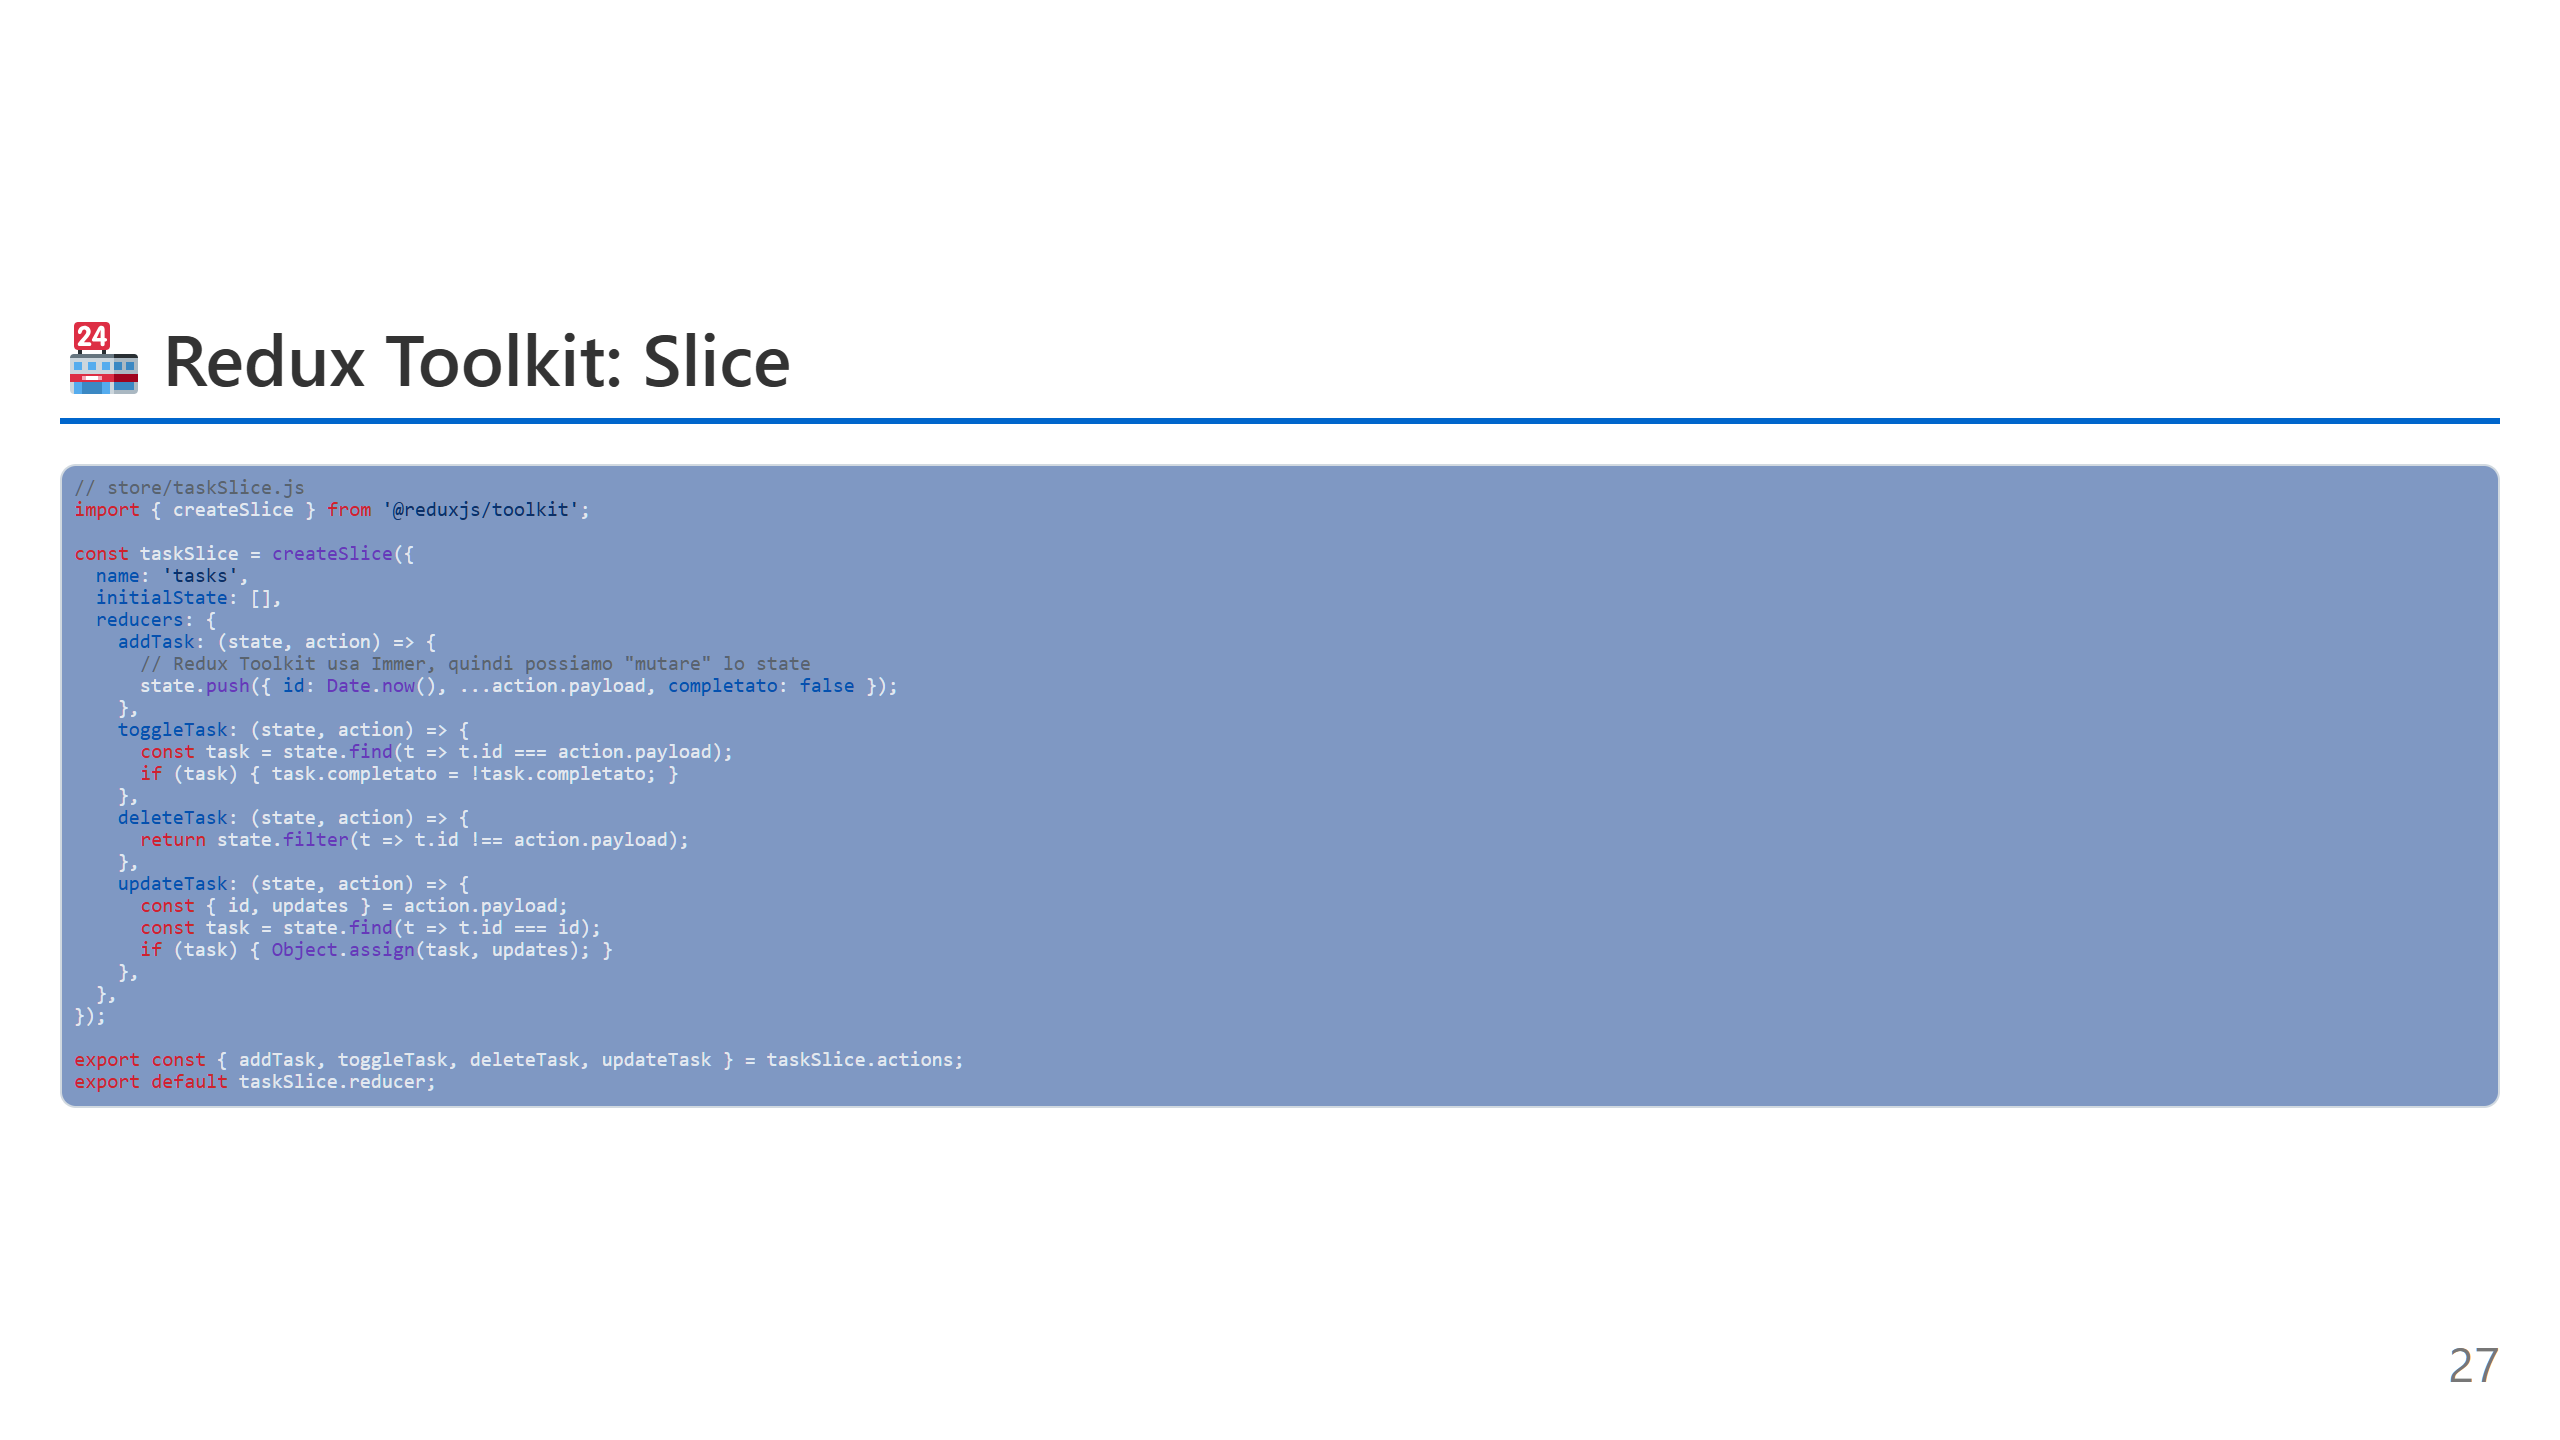 24
Redux Toolkit: Slice
// store/taskSlice.js
import { createSlice } from '@reduxjs/toolkit';
const taskSlice = createSlice({
  name: 'tasks',
  initialState: [],
  reducers: {
    addTask: (state, action) => {
      // Redux Toolkit usa Immer, quindi possiamo "mutare" lo state
      state.push({ id: Date.now(), ...action.payload, completato: false });
    },
    toggleTask: (state, action) => {
      const task = state.find(t => t.id === action.payload);
      if (task) { task.completato = !task.completato; }
    },
    deleteTask: (state, action) => {
      return state.filter(t => t.id !== action.payload);
    },
    updateTask: (state, action) => {
      const { id, updates } = action.payload;
      const task = state.find(t => t.id === id);
      if (task) { Object.assign(task, updates); }
    },
  },
});
export const { addTask, toggleTask, deleteTask, updateTask } = taskSlice.actions;
export default taskSlice.reducer;
27